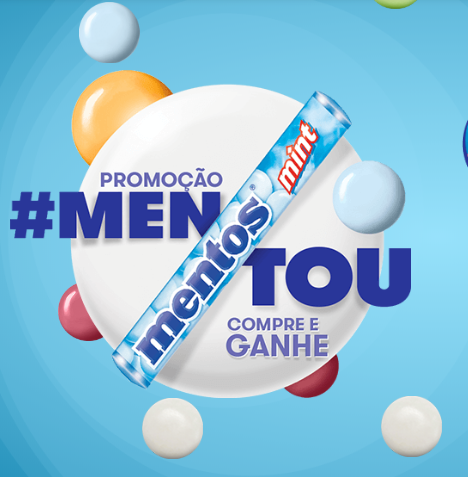 PROMOÇÃO
#MEN
TOU
mentos
mint
COMPRE E
GANHE